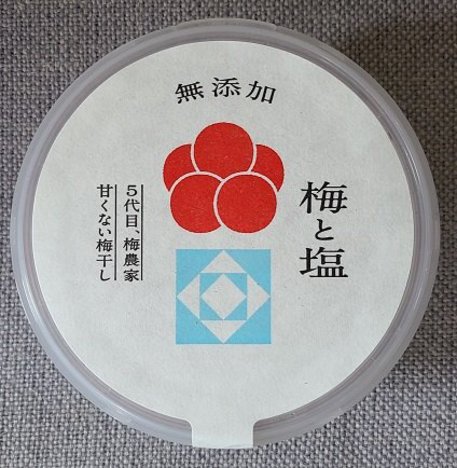 無添加
梅と塩
5代目、梅農家
甘くない梅干し